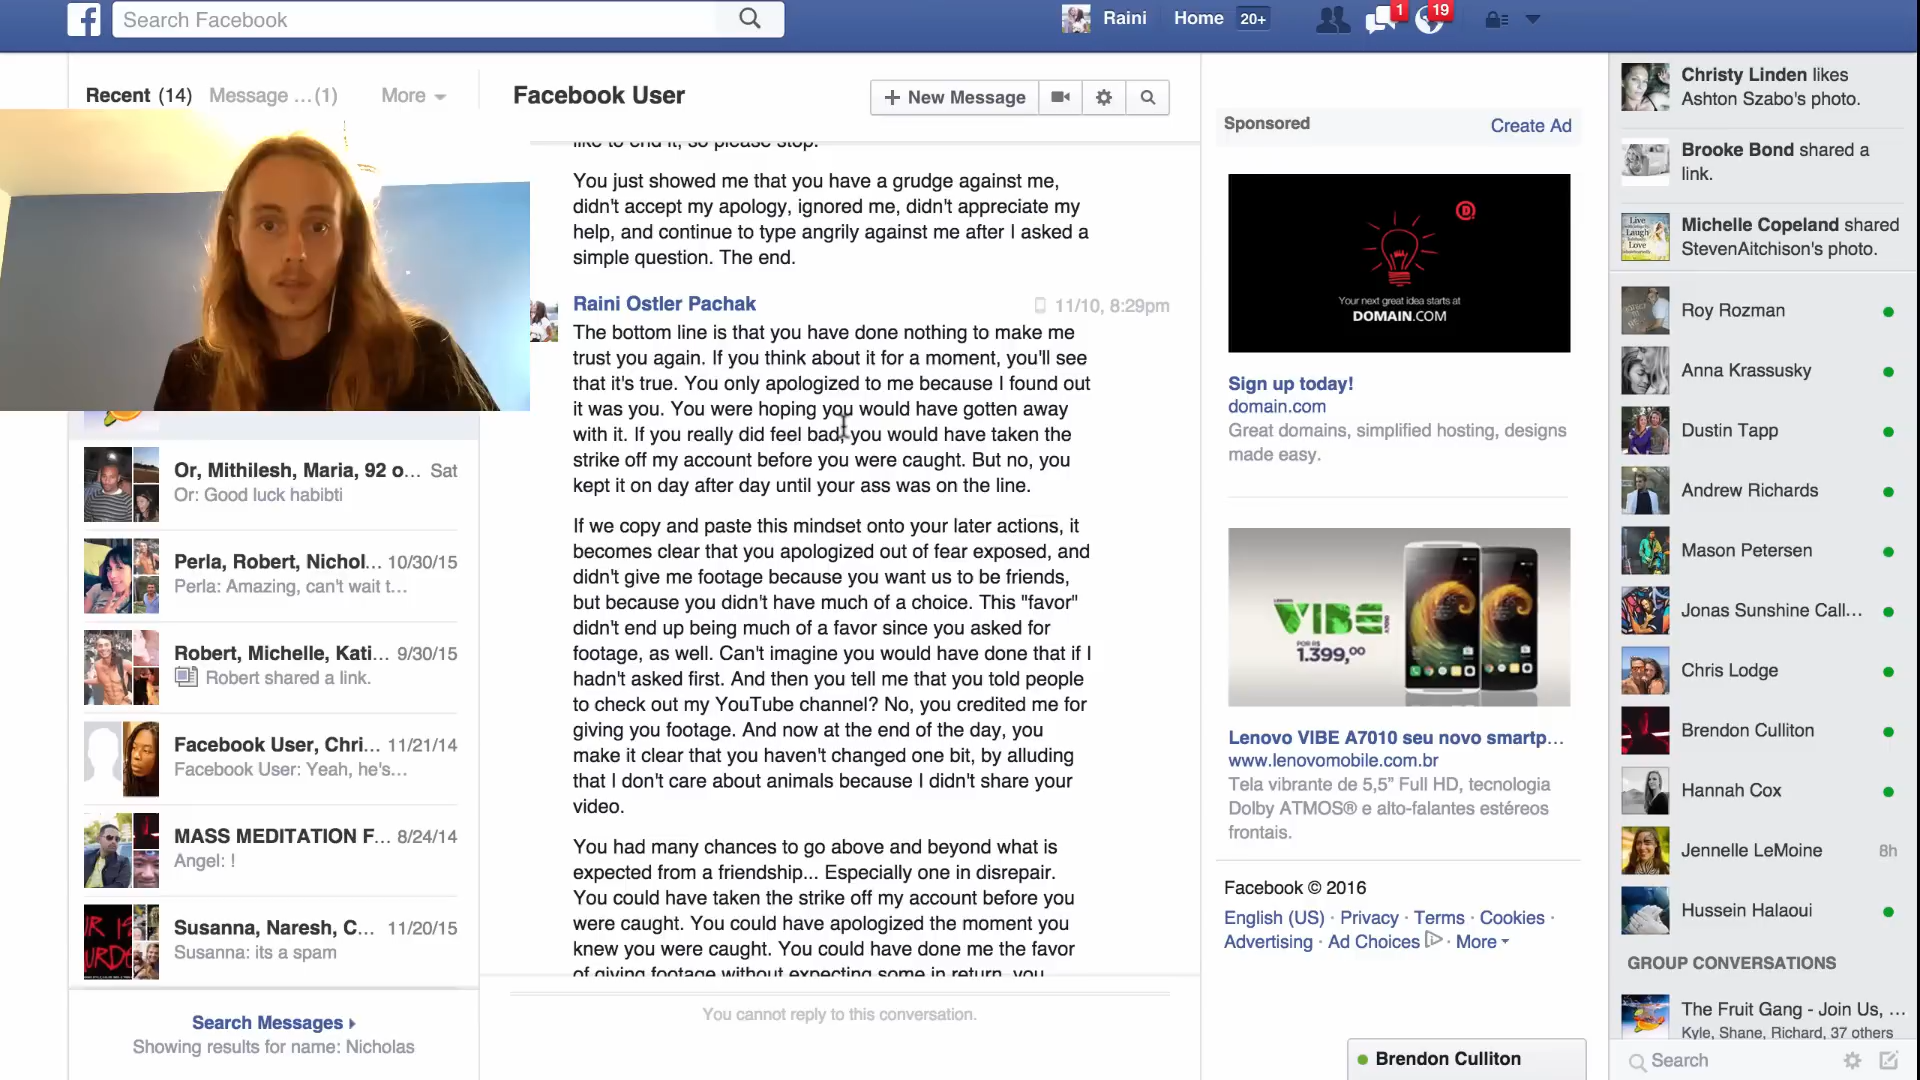 Search Facebook
Raini
Home 20+
1
19
Recent (14) Message ...(1) More
Facebook User
New Message
like to end it, so please stop.
You just showed me that you have a grudge against me,
didn't accept my apology, ignored me, didn't appreciate my
help, and continue to type angrily against me after I asked a
simple question. The end.
Raini Ostler Pachak 11/10, 8:29pm
The bottom line is that you have done nothing to make me
trust you again. If you think about it for a moment, you'll see
that it's true. You only apologized to me because I found out
it was you. You were hoping you would have gotten away
with it. If you really did feel bad, you would have taken the
strike off my account before you were caught. But no, you
kept it on day after day until your ass was on the line.
If we copy and paste this mindset onto your later actions, it
becomes clear that you apologized out of fear exposed, and
didn't give me footage because you want us to be friends,
but because you didn't have much of a choice. This "favor"
didn't end up being much of a favor since you asked for
footage, as well. Can't imagine you would have done that if I
hadn't asked first. And then you tell me that you told people
to check out my YouTube channel? No, you credited me for
giving you footage. And now at the end of the day, you
make it clear that you haven't changed one bit, by alluding
that I don't care about animals because I didn't share your
video.
You had many chances to go above and beyond what is
expected from a friendship... Especially one in disrepair.
You could have taken the strike off my account before you
were caught. You could have apologized the moment you
knew you were caught. You could have done me the favor
of giving footage without expecting some in return, you
You cannot reply to this conversation.
Or, Mithilesh, Maria, 92 o... Sat
Or: Good luck habibti
Perla, Robert, Nichol... 10/30/15
Perla: Amazing, can't wait t...
Robert, Michelle, Kati... 9/30/15
Robert shared a link.
Facebook User, Chri... 11/21/14
Facebook User: Yeah, he's...
MASS MEDITATION F... 8/24/14
Angel: !
Susanna, Naresh, C... 11/20/15
Susanna: its a spam
Search Messages
Showing results for name: Nicholas
Sponsored Create Ad
Your next great idea starts at
DOMAIN.COM
Sign up today!
domain.com
Great domains, simplified hosting, designs
made easy.
VIBE
POR R$
1.399,00
Lenovo VIBE A7010 seu novo smartp...
www.lenovomobile.com.br
Tela vibrante de 5,5” Full HD, tecnologia
Dolby ATMOS® e alto-falantes estéreos
frontais.
Facebook © 2016
English (US) · Privacy · Terms · Cookies ·
Advertising · Ad Choices · More
Christy Linden likes
Ashton Szabo's photo.
Brooke Bond shared a
link.
Michelle Copeland shared
StevenAitchison's photo.
Roy Rozman
Anna Krassusky
Dustin Tapp
Andrew Richards
Mason Petersen
Jonas Sunshine Call...
Chris Lodge
Brendon Culliton
Hannah Cox
Jennelle LeMoine 8h
Hussein Halaoui
GROUP CONVERSATIONS
The Fruit Gang - Join Us, ...
Kyle, Shane, Richard, 37 others
Search
Brendon Culliton